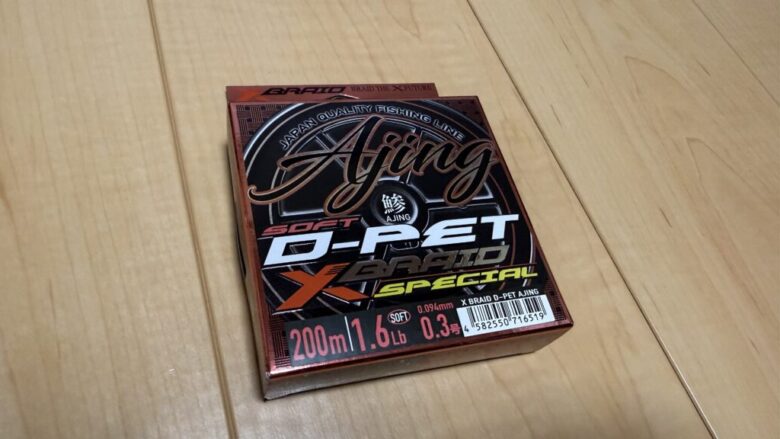 X BRAID BRAID THE X FUTURE
JAPAN QUALITY FISHING LINE
Ajing
鯵
AJING
SOFT
D-PET
X BRAID
SPECIAL
X BRAID D-PET AJING
200m 1.6Lb SOFT 0.094mm 0.3号
4 582550 716519